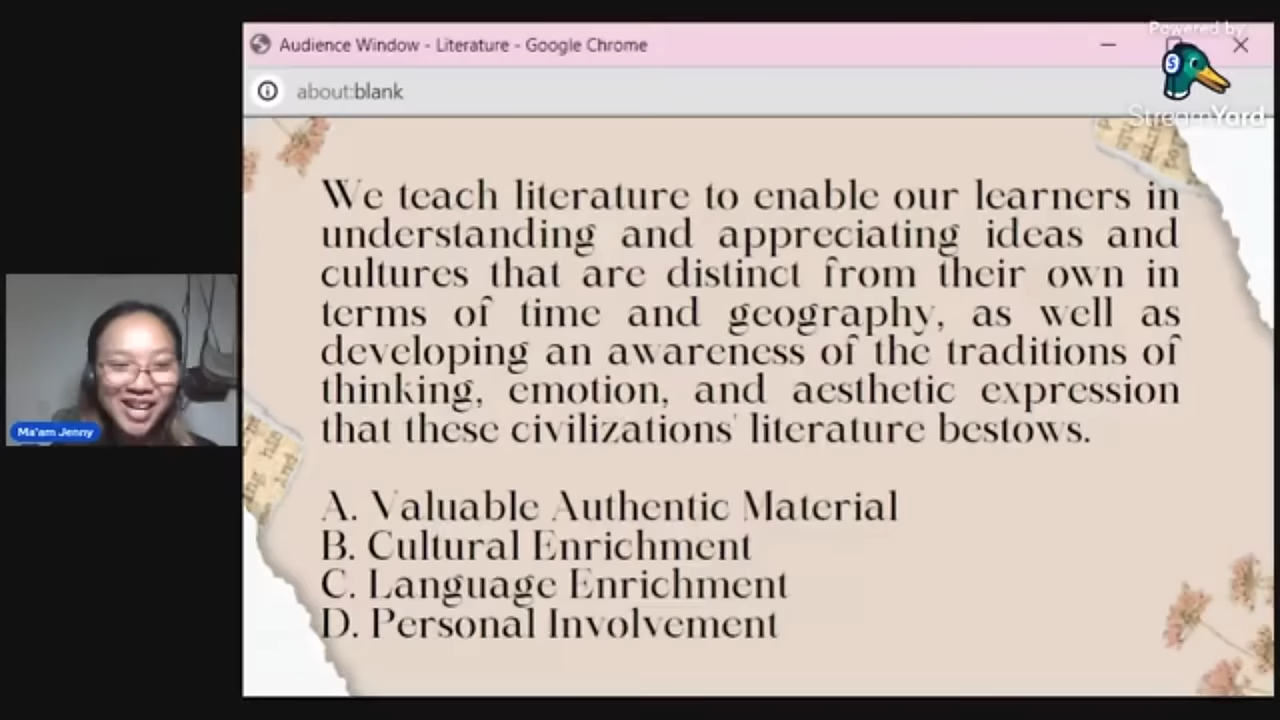 Audience Window - Literature - Google Chrome
Powered by
about:blank
StreamYard
We teach literature to enable our learners in
understanding and appreciating ideas and
cultures that are distinct from their own in
terms of time and geography, as well as
developing an awareness of the traditions of
thinking, emotion, and aesthetic expression
that these civilizations' literature bestows.
A. Valuable Authentic Material
B. Cultural Enrichment
C. Language Enrichment
D. Personal Involvement
Ma'am Jenny